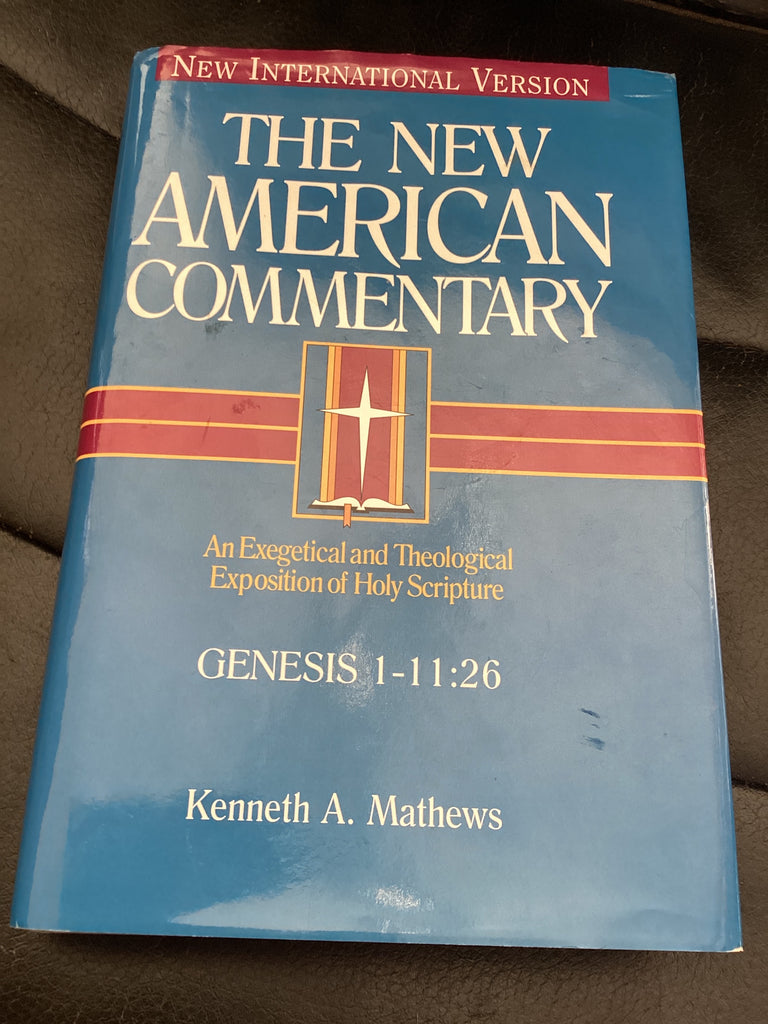 NEW INTERNATIONAL VERSION
THE NEW
AMERICAN
COMMENTARY
An Exegetical and Theological
Exposition of Holy Scripture
GENESIS 1-11:26
Kenneth A. Mathews